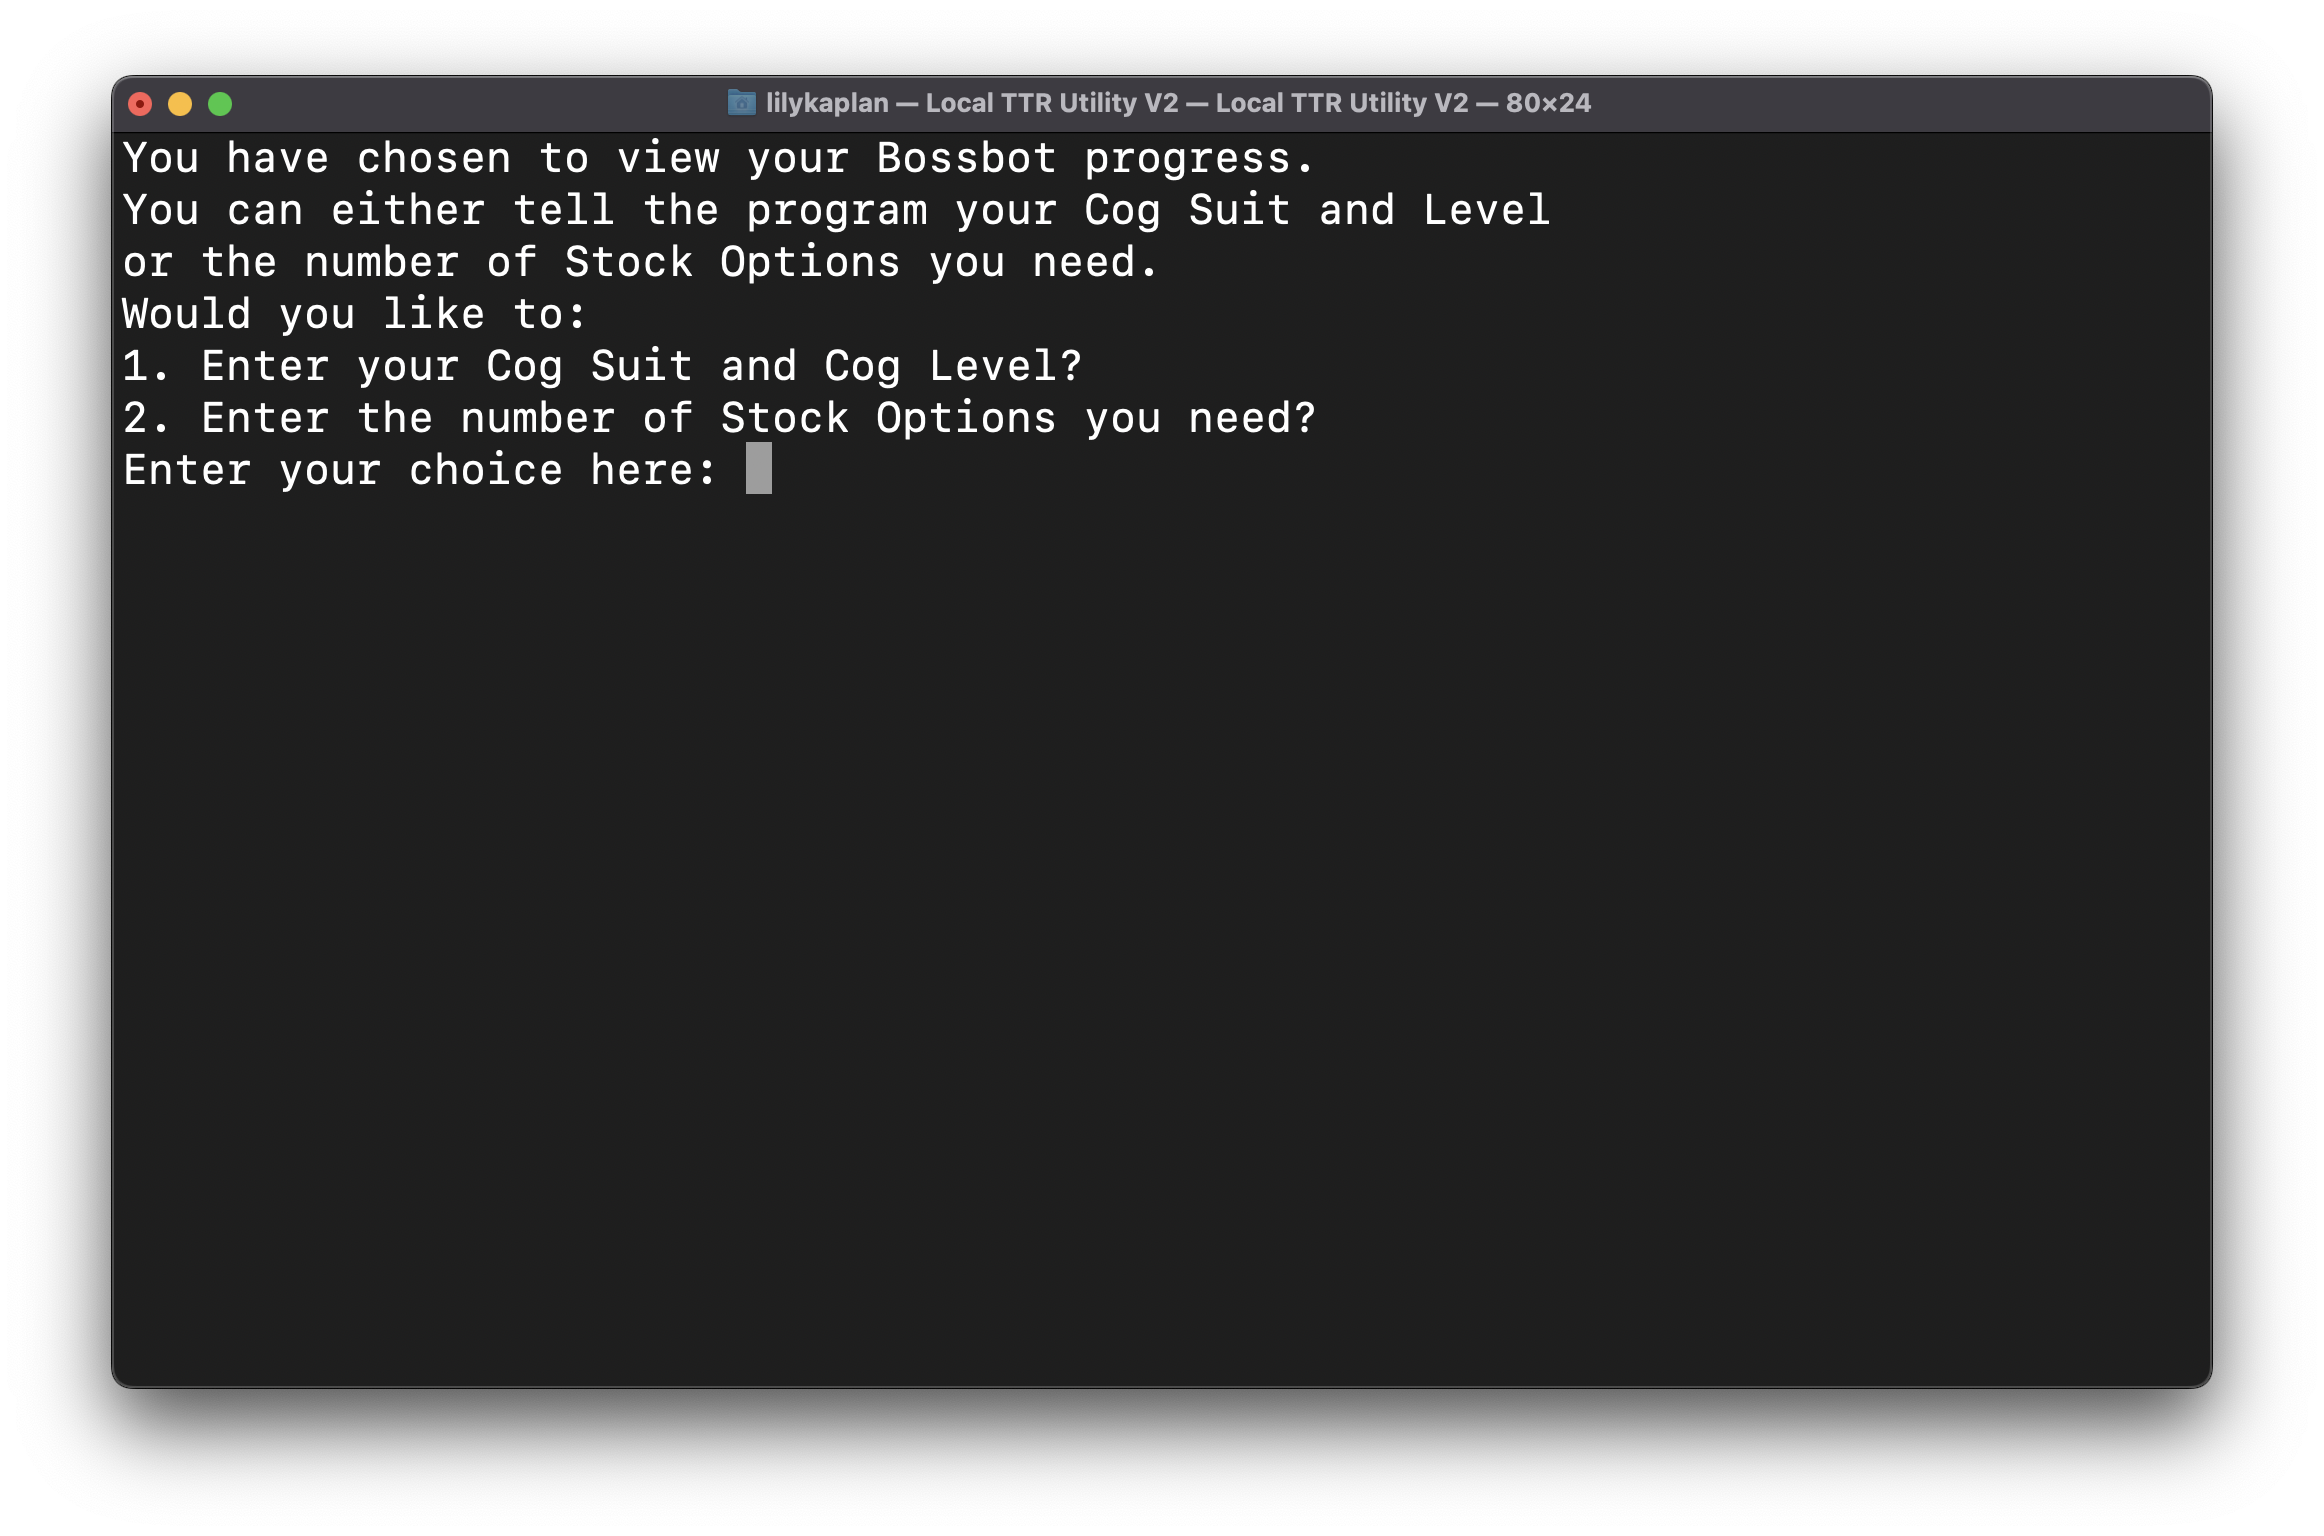 lilykaplan — Local TTR Utility V2 — Local TTR Utility V2 — 80×24
You have chosen to view your Bossbot progress.
You can either tell the program your Cog Suit and Level
or the number of Stock Options you need.
Would you like to:
1. Enter your Cog Suit and Cog Level?
2. Enter the number of Stock Options you need?
Enter your choice here: